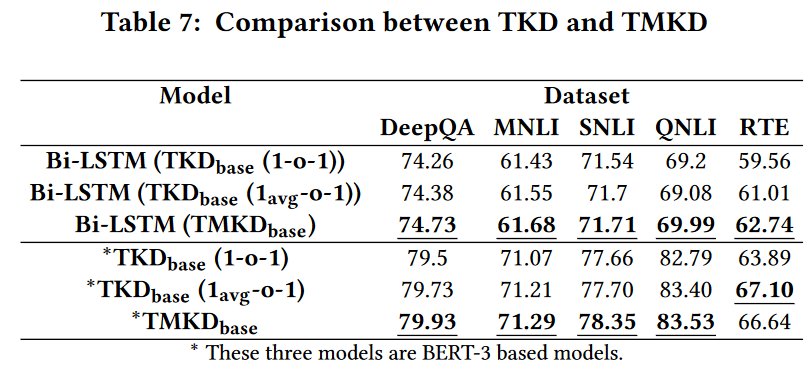 Table 7: Comparison between TKD and TMKD
Model Dataset
DeepQA MNLI SNLI QNLI RTE
Bi-LSTM (TKDbase (1-o-1)) 74.26 61.43 71.54 69.2 59.56
Bi-LSTM (TKDbase (1avg-o-1)) 74.38 61.55 71.7 69.08 61.01
Bi-LSTM (TMKDbase) 74.73 61.68 71.71 69.99 62.74
*TKDbase (1-o-1) 79.5 71.07 77.66 82.79 63.89
*TKDbase (1avg-o-1) 79.73 71.21 77.70 83.40 67.10
*TMKDbase 79.93 71.29 78.35 83.53 66.64
* These three models are BERT-3 based models.